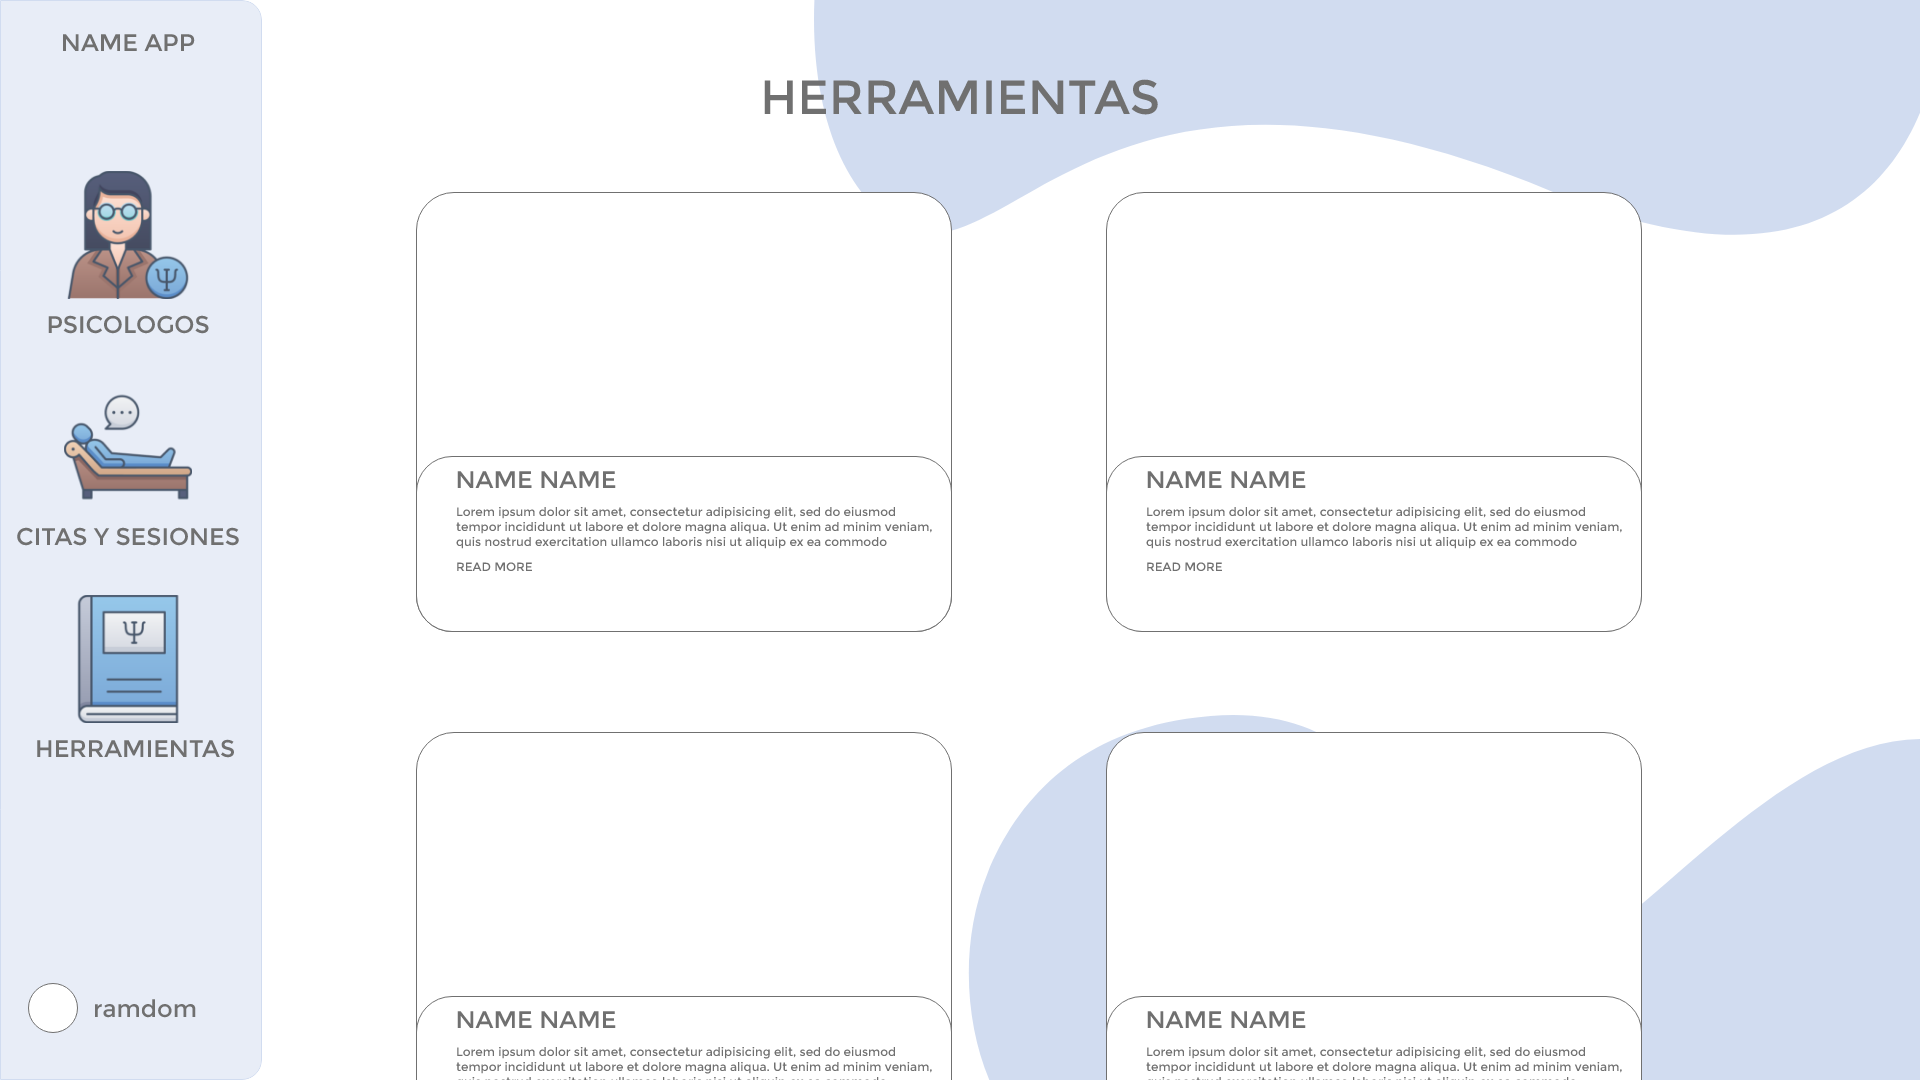 NAME APP
PSICOLOGOS
CITAS Y SESIONES
HERRAMIENTAS
ramdom
HERRAMIENTAS
NAME NAME
Lorem ipsum dolor sit amet, consectetur adipisicing elit, sed do eiusmod
tempor incididunt ut labore et dolore magna aliqua. Ut enim ad minim veniam,
quis nostrud exercitation ullamco laboris nisi ut aliquip ex ea commodo
READ MORE
NAME NAME
Lorem ipsum dolor sit amet, consectetur adipisicing elit, sed do eiusmod
tempor incididunt ut labore et dolore magna aliqua. Ut enim ad minim veniam,
quis nostrud exercitation ullamco laboris nisi ut aliquip ex ea commodo
READ MORE
NAME NAME
Lorem ipsum dolor sit amet, consectetur adipisicing elit, sed do eiusmod
tempor incididunt ut labore et dolore magna aliqua. Ut enim ad minim veniam,
NAME NAME
Lorem ipsum dolor sit amet, consectetur adipisicing elit, sed do eiusmod
tempor incididunt ut labore et dolore magna aliqua. Ut enim ad minim veniam,